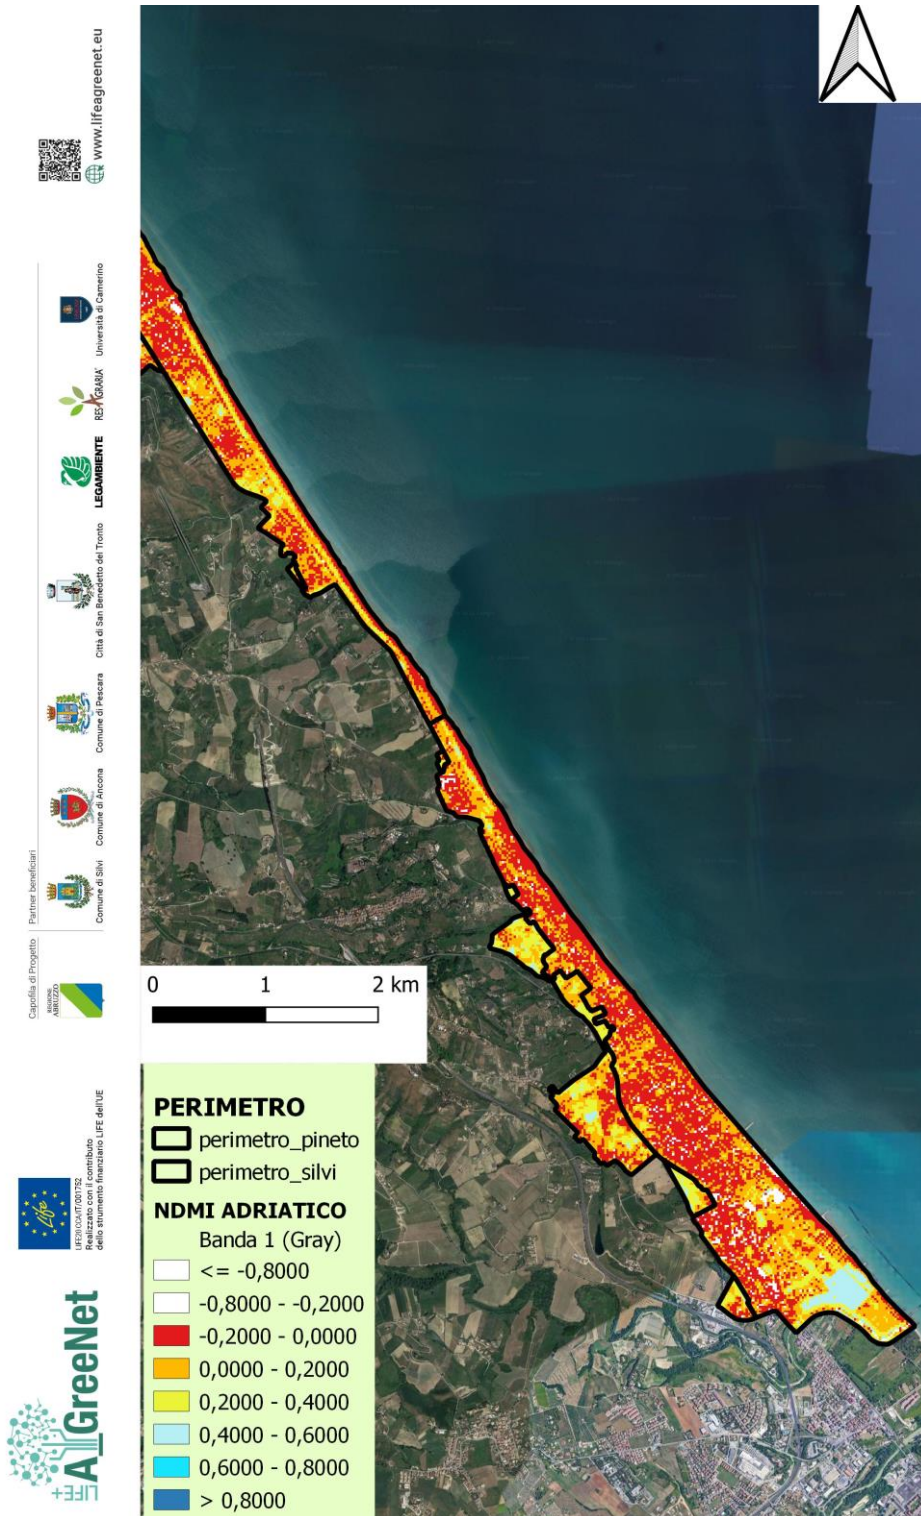 www.lifeagreenet.eu
Capofila di Progetto
REGIONE
ABRUZZO
Partner beneficiari
Comune di Silvi
Comune di Ancona
Comune di Pescara
Città di San Benedetto del Tronto
LEGAMBIENTE
RES AGRARIA
Università di Camerino
Life
LIFE20 CCA/IT/001752
Realizzato con il contributo
dello strumento finanziario LIFE dell'UE
LIFE+
A_GreeNet
0 1 2 km
PERIMETRO
perimetro_pineto
perimetro_silvi
NDMI ADRIATICO
Banda 1 (Gray)
<= -0,8000
-0,8000 - -0,2000
-0,2000 - 0,0000
0,0000 - 0,2000
0,2000 - 0,4000
0,4000 - 0,6000
0,6000 - 0,8000
> 0,8000